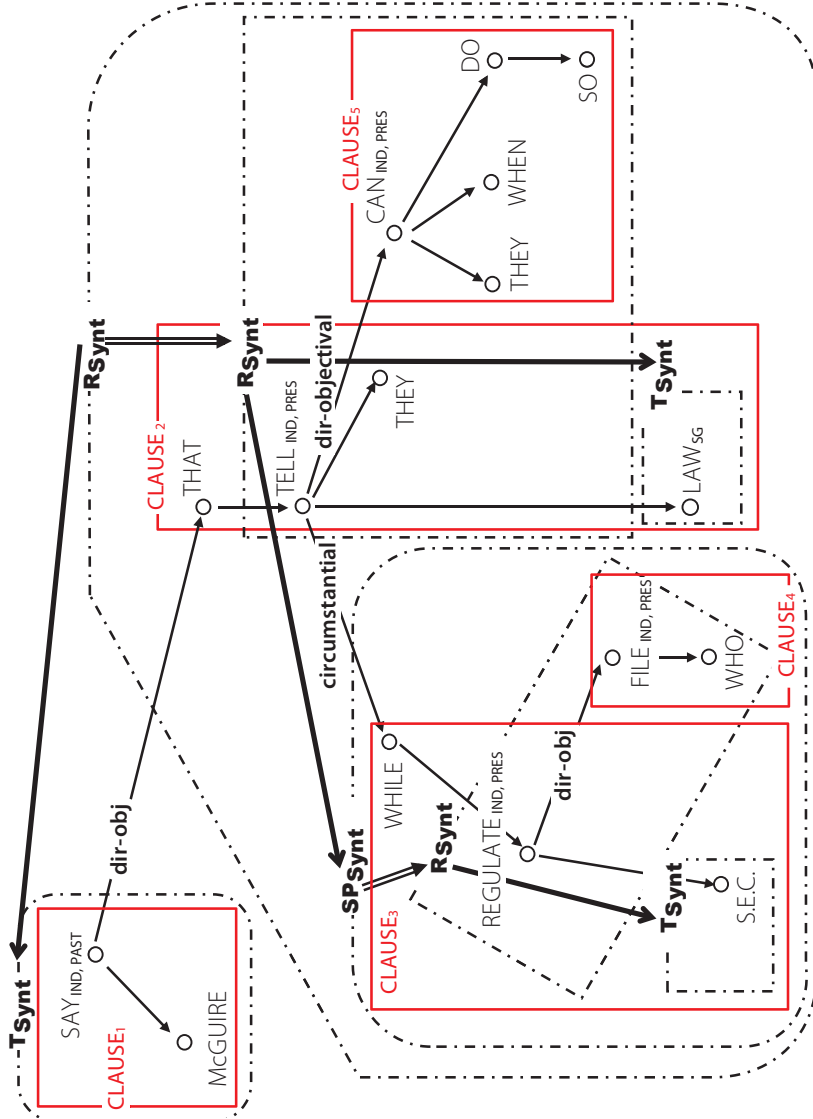 TSynt
SAY IND, PAST
CLAUSE1
McGUIRE
dir-obj
RSynt
CLAUSE 2
THAT
RSynt
TELL IND, PRES
dir-objectival
THEY
TSynt
LAW SG
CLAUSE5
CAN IND, PRES
THEY
WHEN
DO
SO
circumstantial
SPSynt
CLAUSE3
WHILE
RSynt
REGULATE IND, PRES
dir-obj
TSynt
S.E.C.
FILE IND, PRES
WHO
CLAUSE4